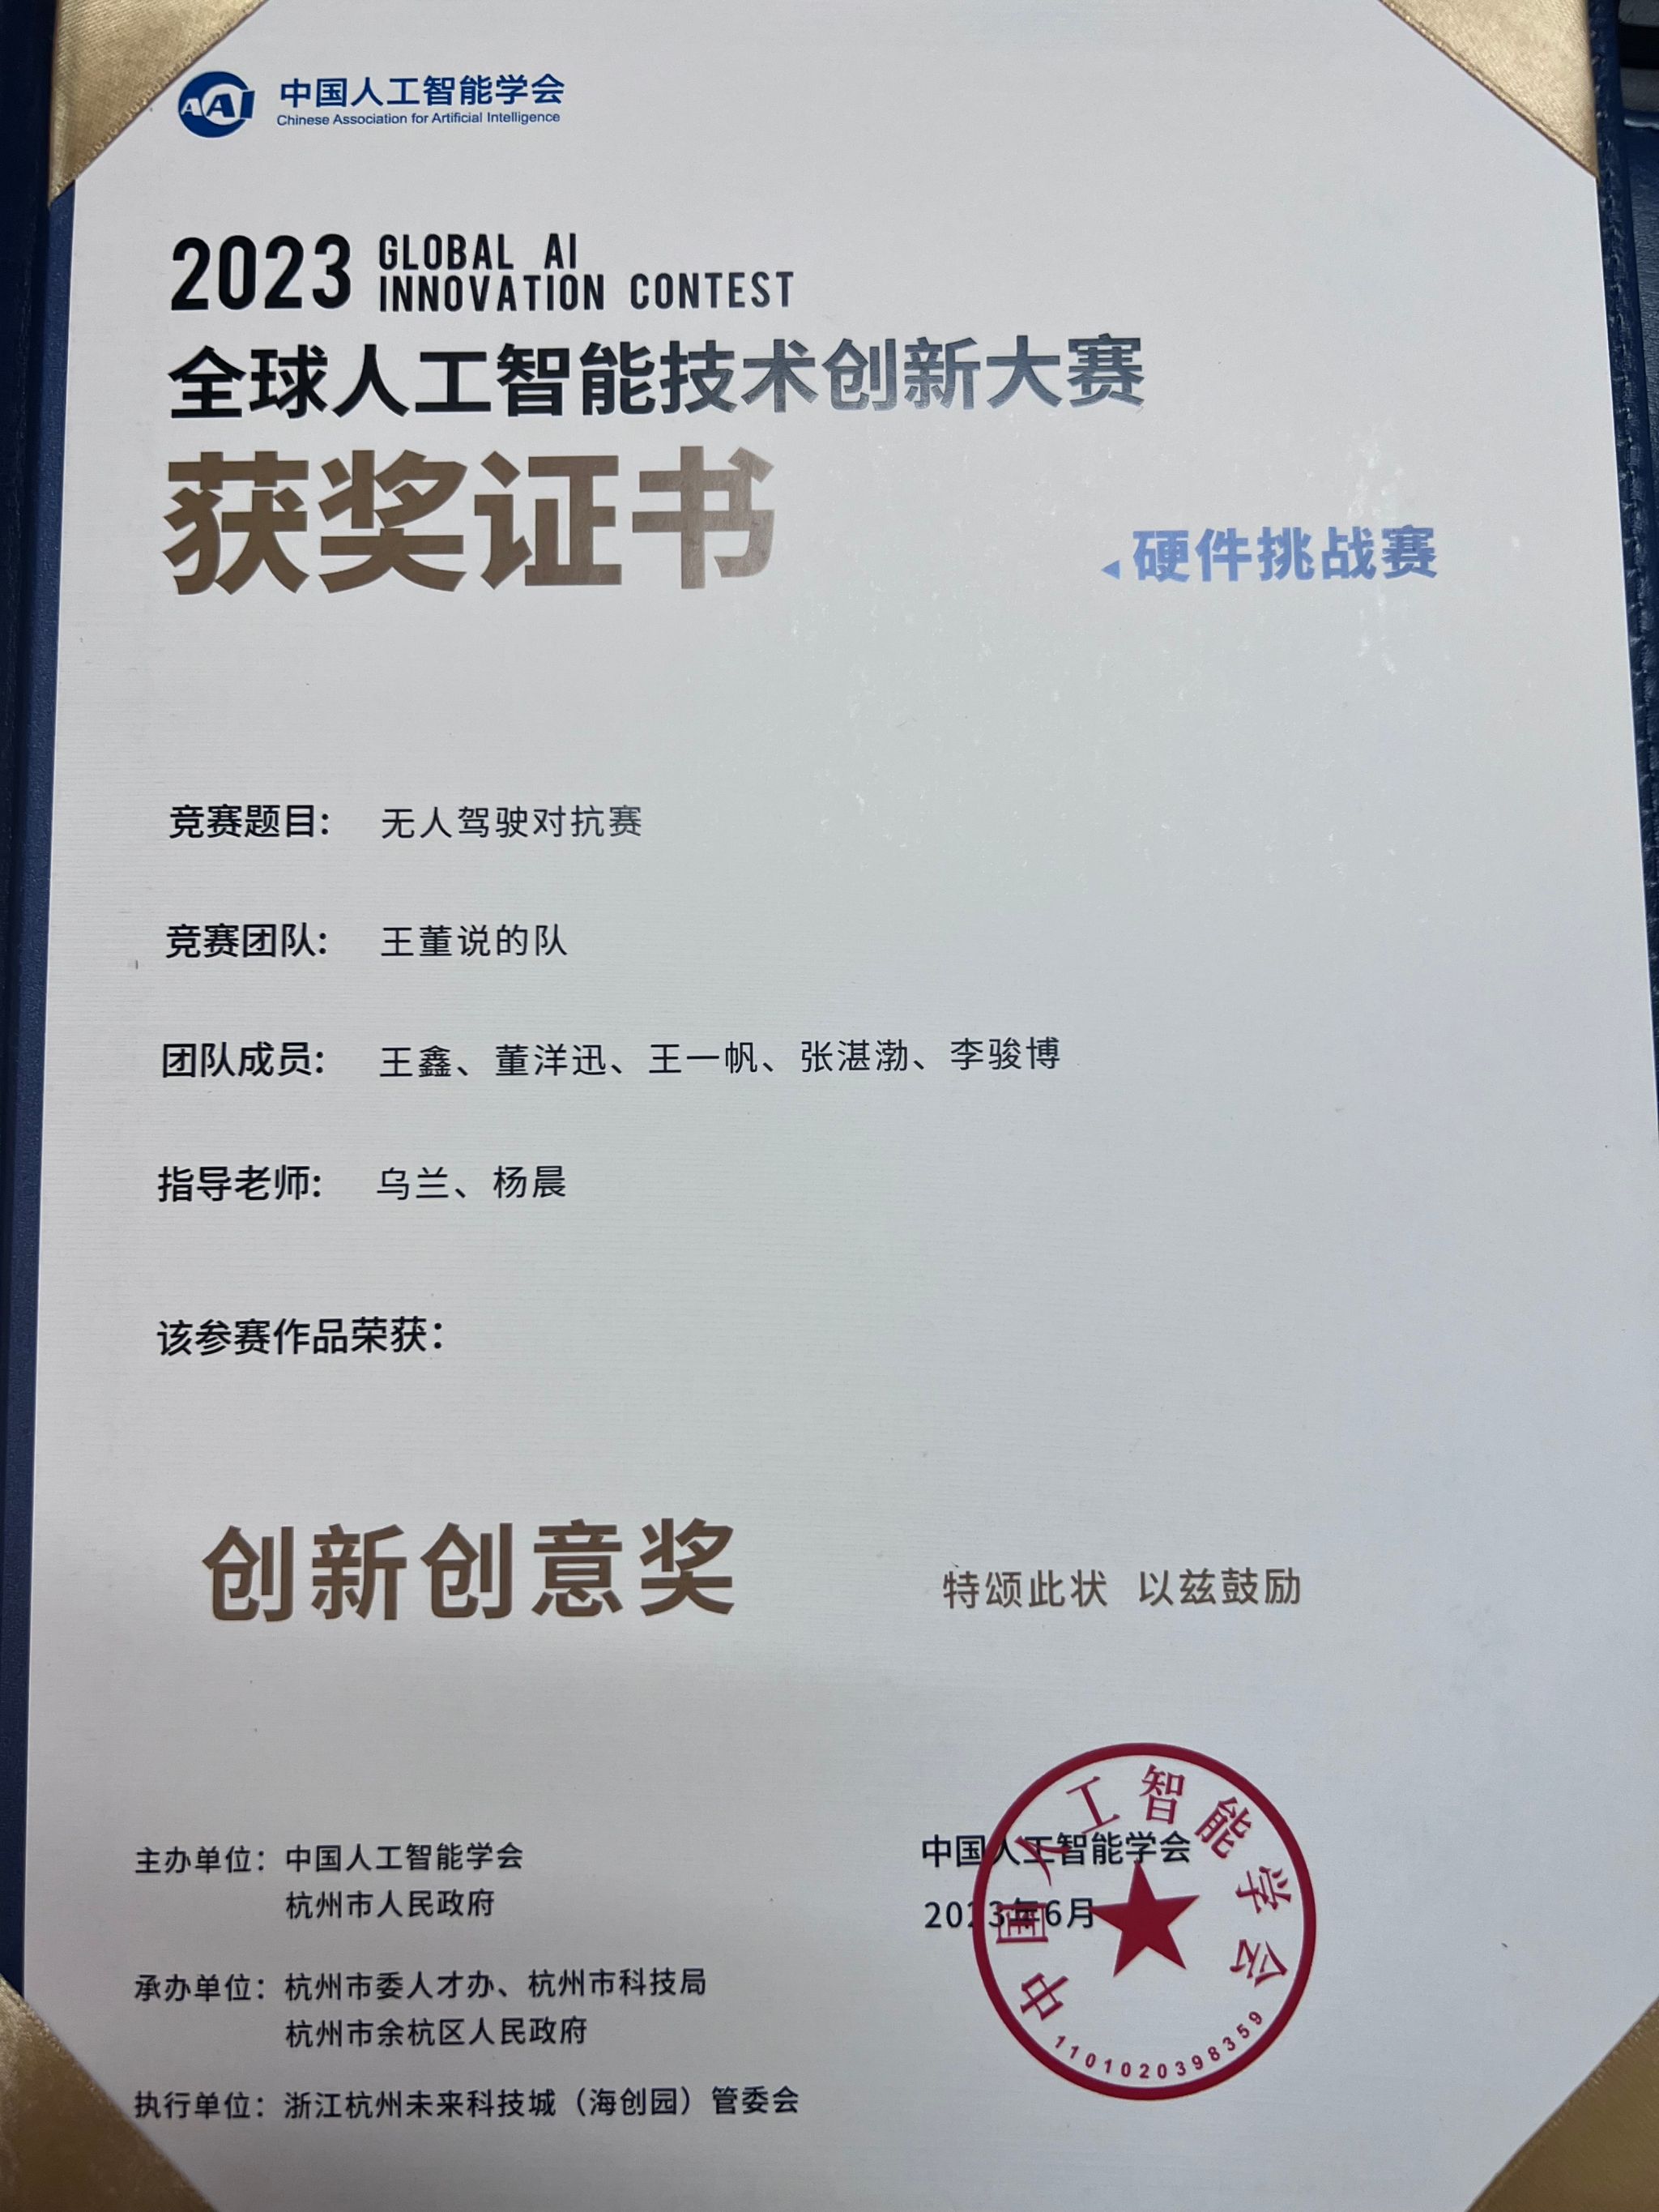 中国人工智能学会
Chinese Association for Artificial Intelligence
2023 GLOBAL AI
INNOVATION CONTEST
全球人工智能技术创新大赛
获奖证书
硬件挑战赛
竞赛题目： 无人驾驶对抗赛
竞赛团队： 王董说的队
团队成员： 王鑫、董洋迅、王一帆、张湛渤、李骏博
指导老师： 乌兰、杨晨
该参赛作品荣获：
创新创意奖
特颁此状 以兹鼓励
主办单位：中国人工智能学会
杭州市人民政府
承办单位：杭州市委人才办、杭州市科技局
杭州市余杭区人民政府
执行单位：浙江杭州未来科技城（海创园）管委会
中国人工智能学会
2023年6月
中国人工智能学会
1101020398359